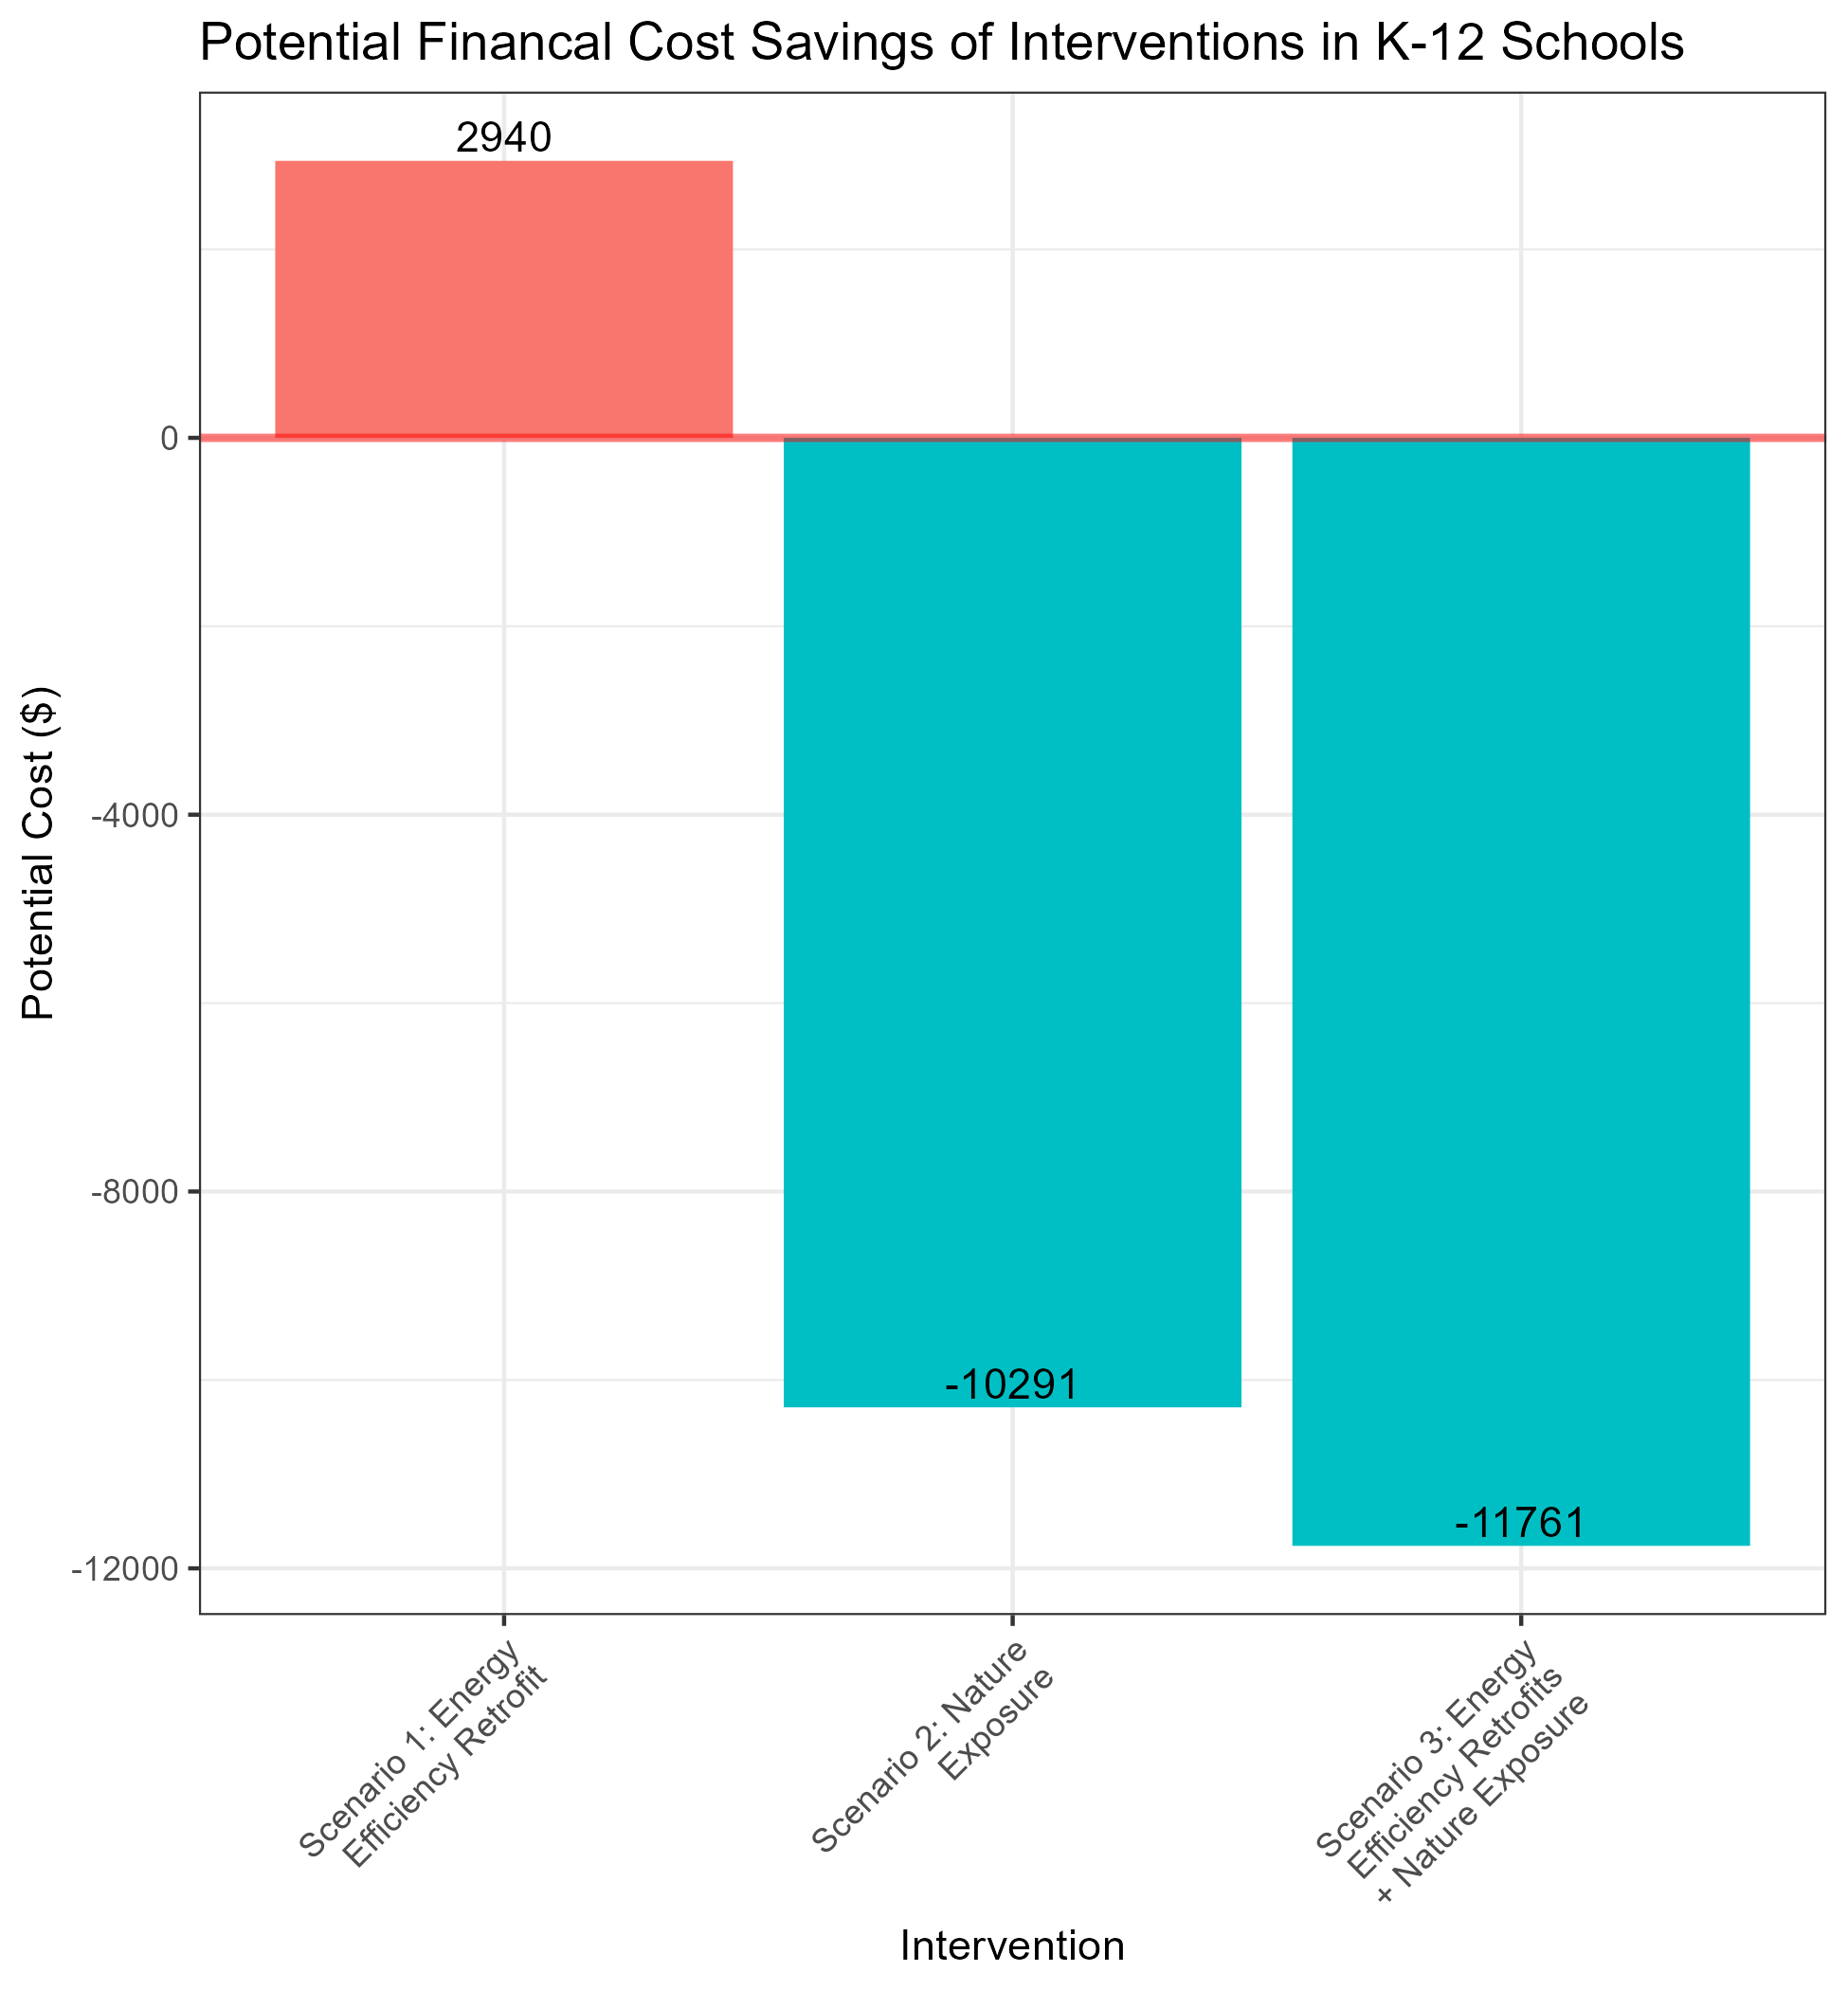 Potential Financal Cost Savings of Interventions in K-12 Schools
2940
0
-4000
-8000
-12000
-10291
-11761
Potential Cost ($)
Scenario 1: Energy
Efficiency Retrofit
Scenario 2: Nature
Exposure
Scenario 3: Energy
Efficiency Retrofits
+ Nature Exposure
Intervention